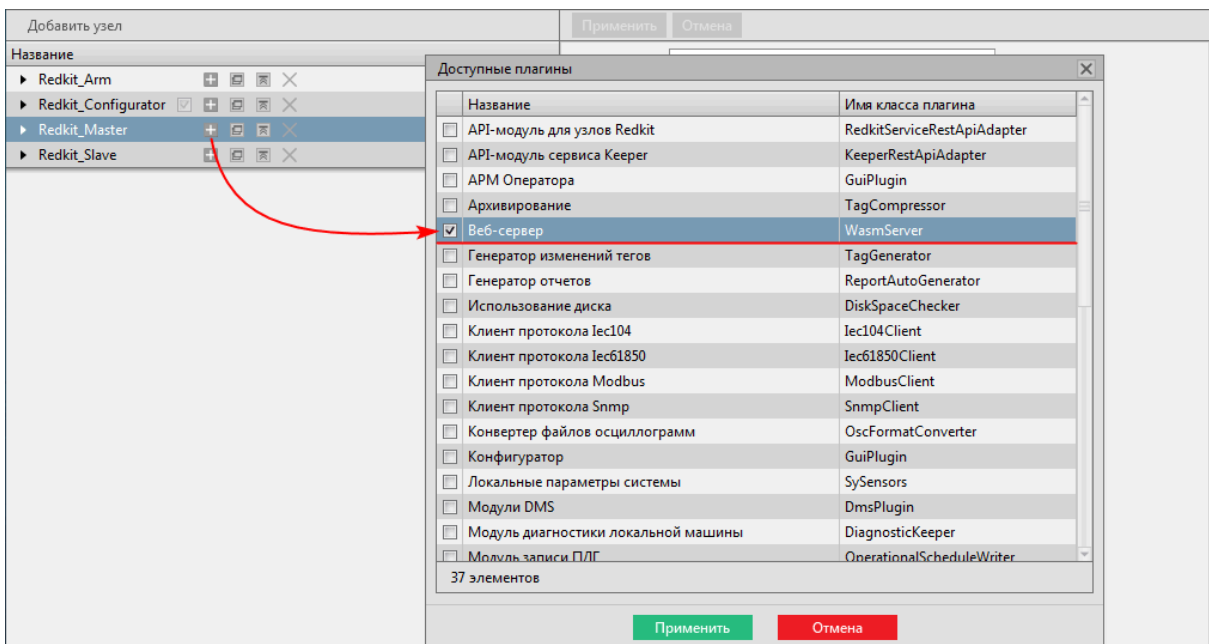 Добавить узел
Применить Отмена
Название
Redkit_Arm
Redkit_Configurator
Redkit_Master
Redkit_Slave
Доступные плагины
Название Имя класса плагина
API-модуль для узлов Redkit RedkitServiceRestApiAdapter
API-модуль сервиса Keeper KeeperRestApiAdapter
АРМ Оператора GuiPlugin
Архивирование TagCompressor
Веб-сервер WasmServer
Генератор изменений тегов TagGenerator
Генератор отчетов ReportAutoGenerator
Использование диска DiskSpaceChecker
Клиент протокола Iec104 Iec104Client
Клиент протокола Iec61850 Iec61850Client
Клиент протокола Modbus ModbusClient
Клиент протокола Snmp SnmpClient
Конвертер файлов осциллограмм OscFormatConverter
Конфигуратор GuiPlugin
Локальные параметры системы SySensors
Модули DMS DmsPlugin
Модуль диагностики локальной машины DiagnosticKeeper
Модуль записи ПДГ OperationalScheduleWriter
37 элементов
Применить Отмена